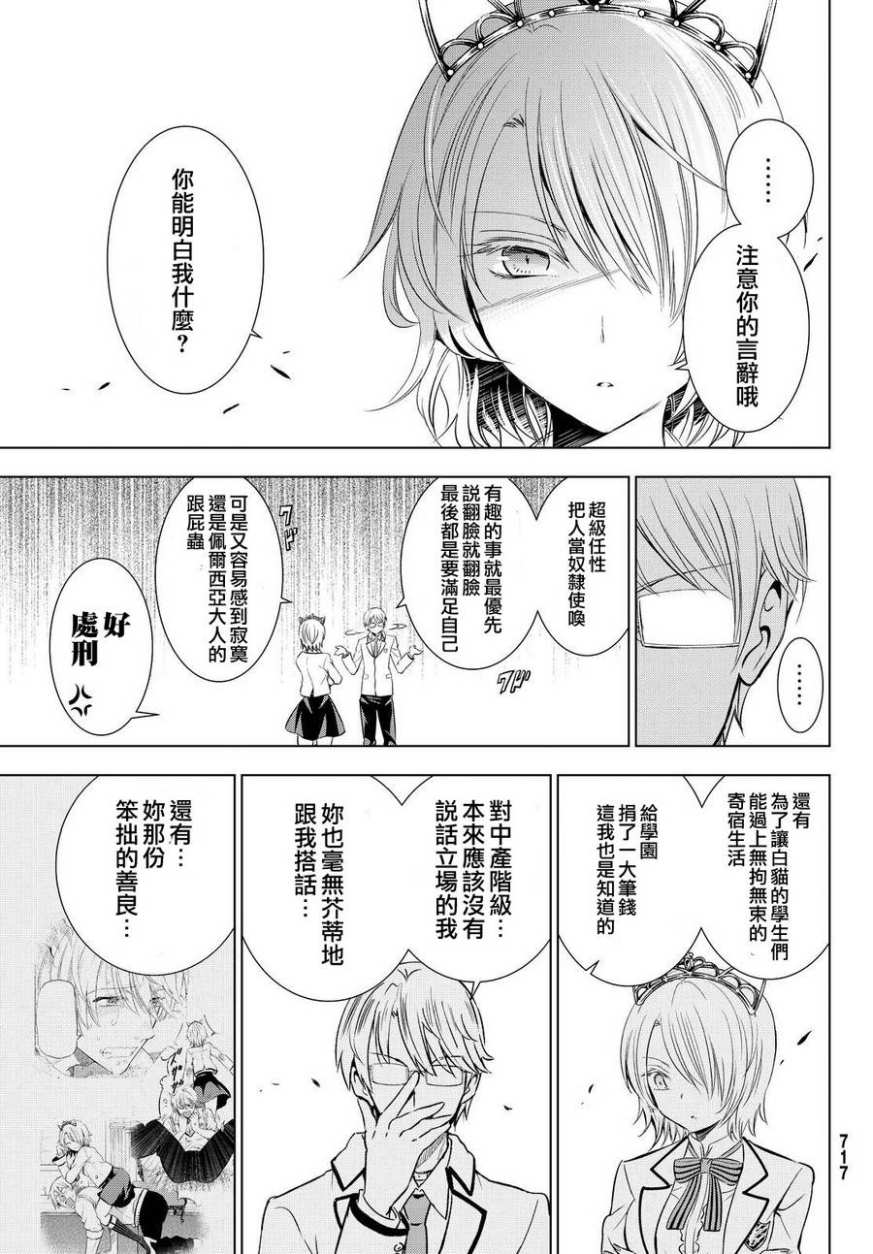 ……
注意你的言辭哦
你能明白我什麼?
……
超級任性
把人當奴隸使喚
有趣的事就最優先
說翻臉就翻臉
最後都是要滿足自己
可是又容易感到寂寞
還是佩爾西亞大人的
跟屁蟲
好
處刑
還有
為了讓白貓的學生們
能過上無拘無束的
寄宿生活
給學園
捐了一大筆錢
這我也是知道的
對中產階級…
本來應該沒有
說話立場的我
妳也毫無芥蒂地
跟我搭話…
還有…
妳那份
笨拙的善良…
717